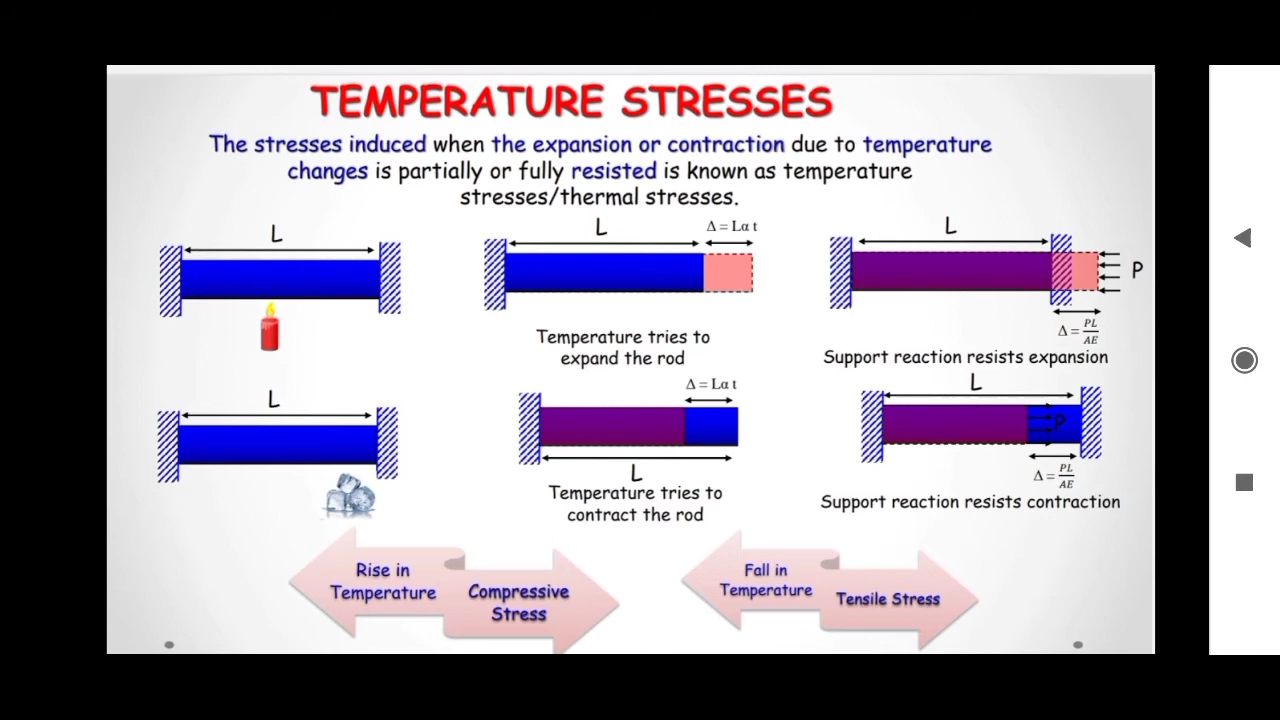 TEMPERATURE STRESSES
The stresses induced when the expansion or contraction due to temperature
changes is partially or fully resisted is known as temperature
stresses/thermal stresses.
L
L
Δ = Lα t
L
P
Δ = PL/AE
Temperature tries to
expand the rod
Support reaction resists expansion
L
Δ = Lα t
L
L
P
Δ = PL/AE
Temperature tries to
contract the rod
Support reaction resists contraction
Rise in
Temperature
Compressive
Stress
Fall in
Temperature
Tensile Stress